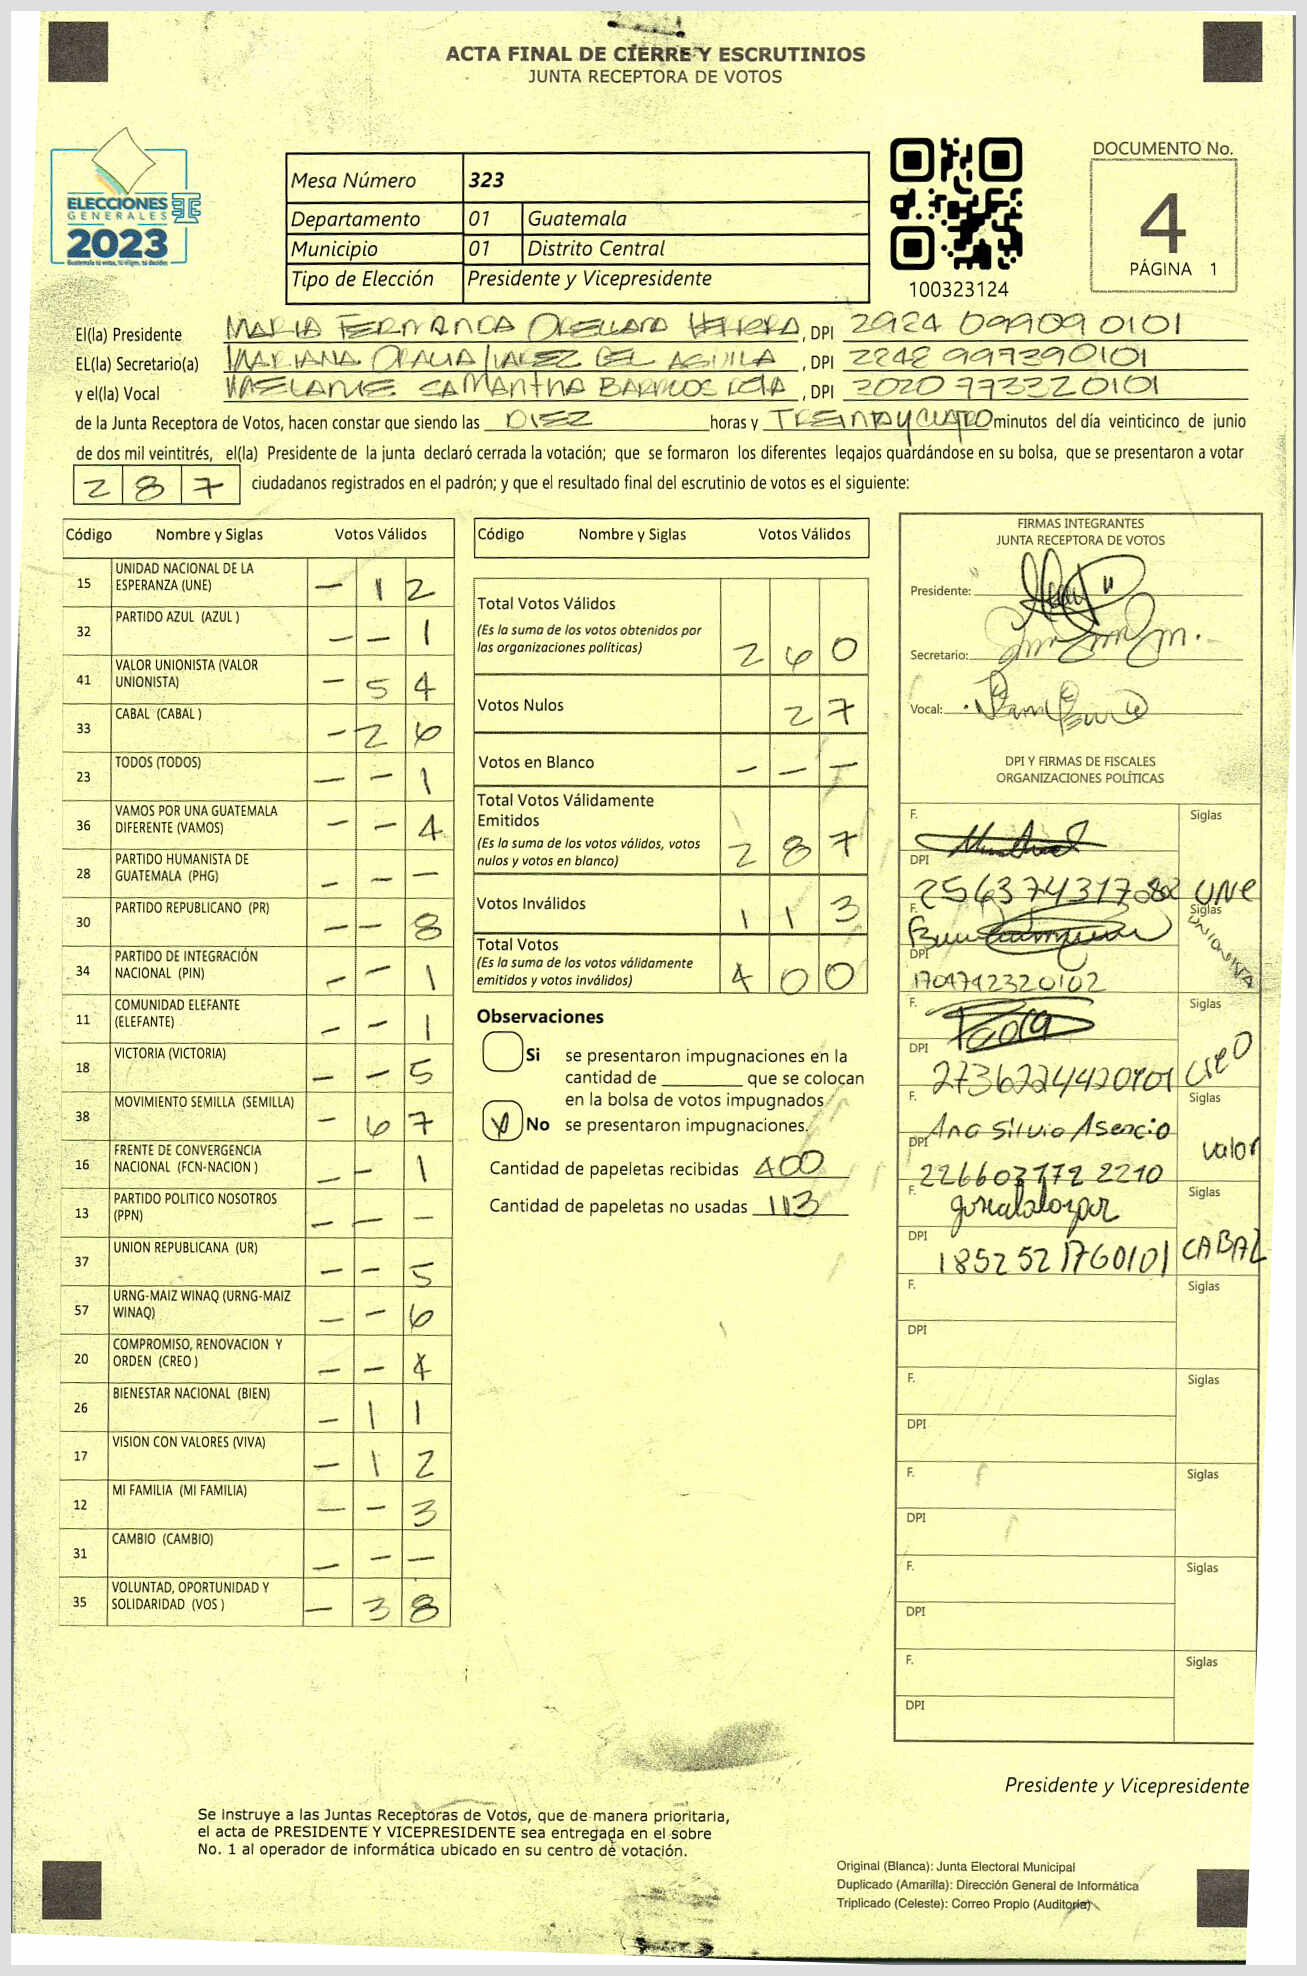 ACTA FINAL DE CIERRE Y ESCRUTINIOS
JUNTA RECEPTORA DE VOTOS
ELECCIONES
GENERALES
2023
Mesa Número 323
Departamento 01 Guatemala
Municipio 01 Distrito Central
Tipo de Elección Presidente y Vicepresidente
100323124
DOCUMENTO No.
4
PÁGINA 1
El(la) Presidente MARIA FERNANDA ORELLANA HERRERA, DPI 2924 09909 0101
EL(la) Secretario(a) MARIANA DEL AGUILA, DPI 2248 99739 0101
y el(la) Vocal MELANIE SAMANTHA BARRIOS, DPI 2020 77332 0101
de la Junta Receptora de Votos, hacen constar que siendo las DIEZ horas y TREINTA Y CUATRO minutos del día veinticinco de junio
de dos mil veintitrés, el(la) Presidente de la junta declaró cerrada la votación; que se formaron los diferentes legajos guardándose en su bolsa, que se presentaron a votar
287 ciudadanos registrados en el padrón; y que el resultado final del escrutinio de votos es el siguiente:
Código Nombre y Siglas Votos Válidos
15 UNIDAD NACIONAL DE LA
ESPERANZA (UNE) - 1 2
32 PARTIDO AZUL (AZUL ) - - 1
41 VALOR UNIONISTA (VALOR
UNIONISTA) - 5 4
33 CABAL (CABAL ) - 2 6
23 TODOS (TODOS) - - 1
36 VAMOS POR UNA GUATEMALA
DIFERENTE (VAMOS) - - 4
28 PARTIDO HUMANISTA DE
GUATEMALA (PHG) - - -
30 PARTIDO REPUBLICANO (PR) - - 8
34 PARTIDO DE INTEGRACIÓN
NACIONAL (PIN) - - 1
11 COMUNIDAD ELEFANTE
(ELEFANTE) - - 1
18 VICTORIA (VICTORIA) - - 5
38 MOVIMIENTO SEMILLA (SEMILLA) - 6 7
16 FRENTE DE CONVERGENCIA
NACIONAL (FCN-NACION ) - - 1
13 PARTIDO POLITICO NOSOTROS
(PPN) - - -
37 UNION REPUBLICANA (UR) - - 5
57 URNG-MAIZ WINAQ (URNG-MAIZ
WINAQ) - - 6
20 COMPROMISO, RENOVACION Y
ORDEN (CREO ) - - 4
26 BIENESTAR NACIONAL (BIEN) - 1 1
17 VISION CON VALORES (VIVA) - 1 2
12 MI FAMILIA (MI FAMILIA) - - 3
31 CAMBIO (CAMBIO) - - -
35 VOLUNTAD, OPORTUNIDAD Y
SOLIDARIDAD (VOS ) - 3 8
Código Nombre y Siglas Votos Válidos
Total Votos Válidos
(Es la suma de los votos obtenidos por
las organizaciones políticas) 2 6 0
Votos Nulos 2 7
Votos en Blanco - - -
Total Votos Válidamente
Emitidos
(Es la suma de los votos válidos, votos
nulos y votos en blanco) 2 8 7
Votos Inválidos 1 1 3
Total Votos
(Es la suma de los votos válidamente
emitidos y votos inválidos) 4 0 0
Observaciones
Si se presentaron impugnaciones en la
cantidad de ________ que se colocan
en la bolsa de votos impugnados
No se presentaron impugnaciones.
Cantidad de papeletas recibidas 400
Cantidad de papeletas no usadas 113
FIRMAS INTEGRANTES
JUNTA RECEPTORA DE VOTOS
Presidente:
Secretario:
Vocal:
DPI Y FIRMAS DE FISCALES
ORGANIZACIONES POLÍTICAS
F. Siglas
DPI
UNE
F. Siglas
UNIONISTA
DPI
1704742320102
F. Siglas
DPI
CREO
F. Ana Silvia Asencio Siglas
DPI valor
226603772 2210
F. Siglas
DPI 1852 52 1760101 CABAL
F. Siglas
DPI
F. Siglas
DPI
F. Siglas
DPI
F. Siglas
DPI
F. Siglas
DPI
Presidente y Vicepresidente
Se instruye a las Juntas Receptoras de Votos, que de manera prioritaria,
el acta de PRESIDENTE Y VICEPRESIDENTE sea entregada en el sobre
No. 1 al operador de informática ubicado en su centro de votación.
Original (Blanca): Junta Electoral Municipal
Duplicado (Amarilla): Dirección General de Informática
Triplicado (Celeste): Correo Propio (Auditoría)